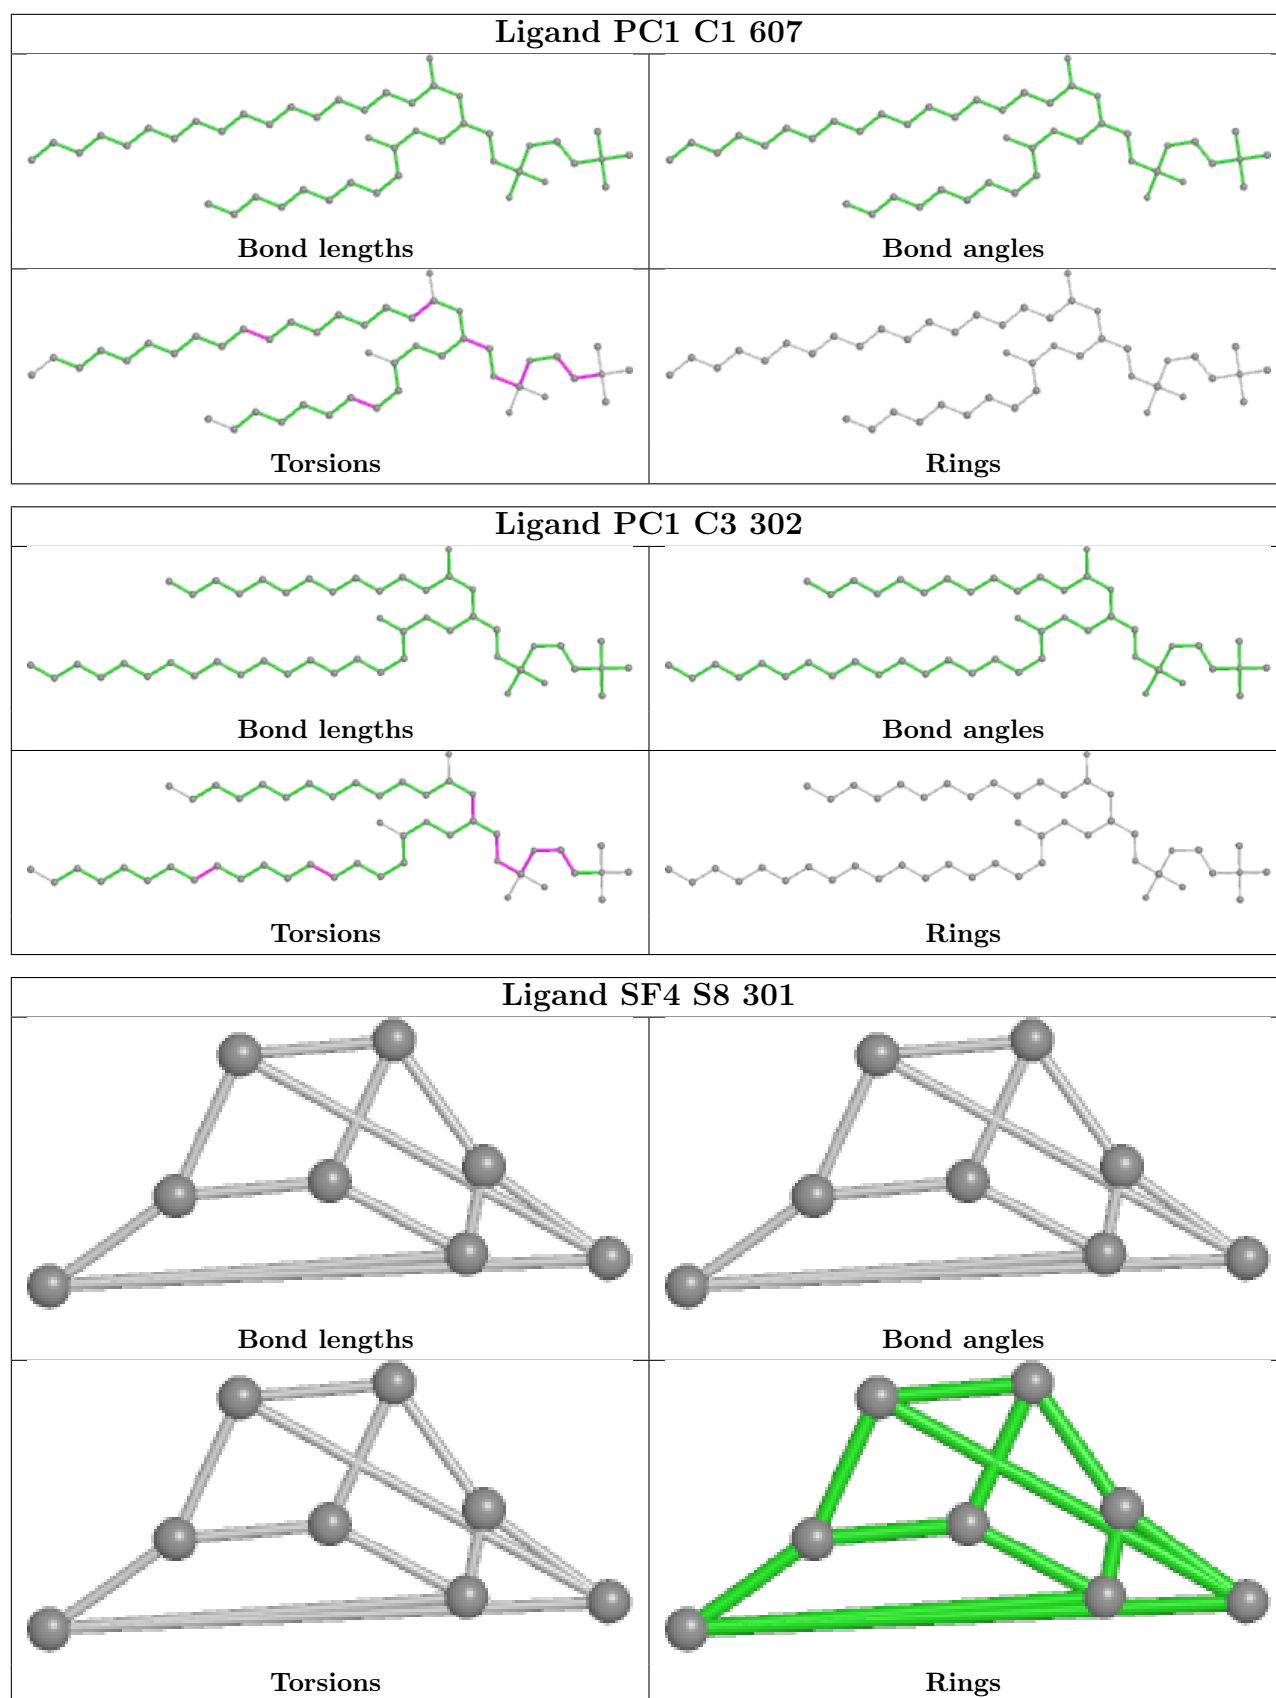 Ligand PC1 C1 607
Bond lengths
Bond angles
Torsions
Rings
Ligand PC1 C3 302
Bond lengths
Bond angles
Torsions
Rings
Ligand SF4 S8 301
Bond lengths
Bond angles
Torsions
Rings